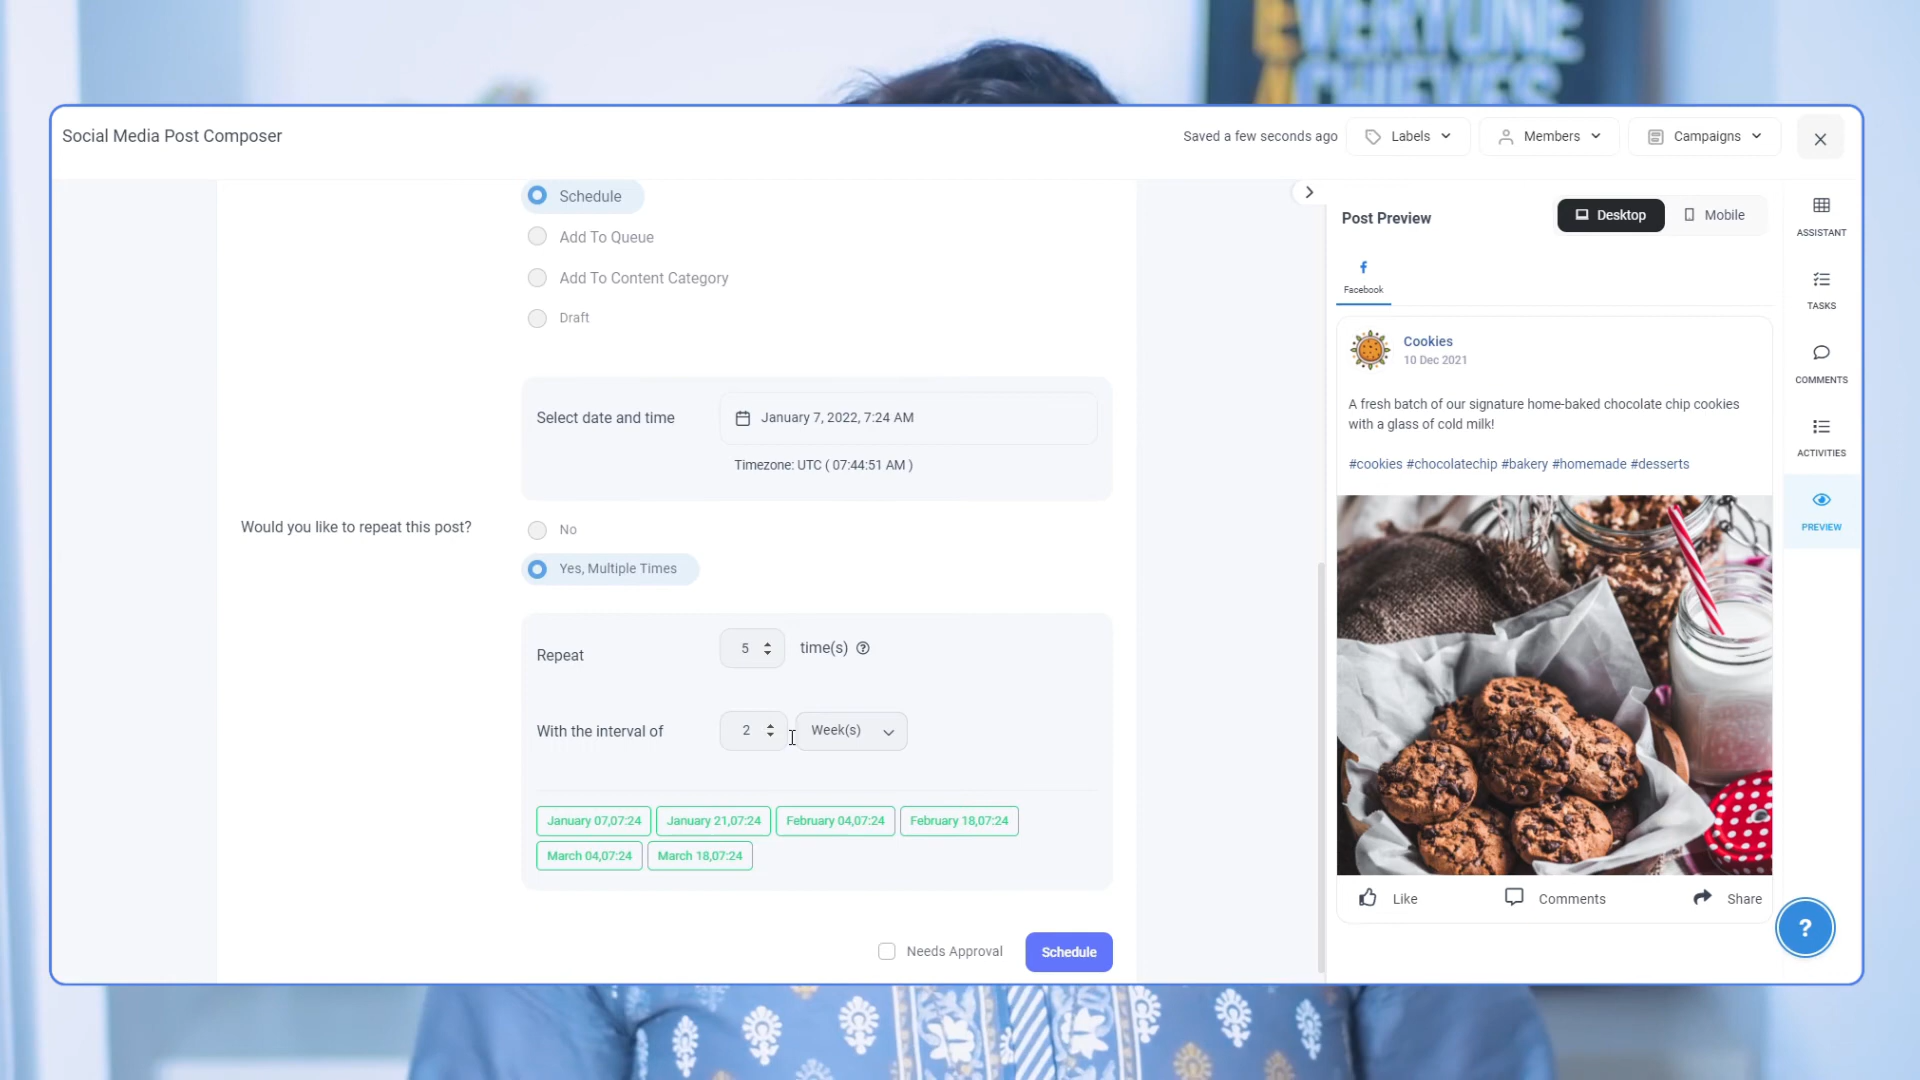 EVERYONE
ACHIEVES
Social Media Post Composer
Saved a few seconds ago
Labels
Members
Campaigns
Schedule
Add To Queue
Add To Content Category
Draft
Select date and time
January 7, 2022, 7:24 AM
Timezone: UTC ( 07:44:51 AM )
Would you like to repeat this post?
No
Yes, Multiple Times
Repeat
5
time(s)
With the interval of
2
Week(s)
January 07,07:24
January 21,07:24
February 04,07:24
February 18,07:24
March 04,07:24
March 18,07:24
Needs Approval
Schedule
Post Preview
Desktop
Mobile
Facebook
Cookies
10 Dec 2021
A fresh batch of our signature home-baked chocolate chip cookies
with a glass of cold milk!
#cookies #chocolatechip #bakery #homemade #desserts
Like
Comments
Share
ASSISTANT
TASKS
COMMENTS
ACTIVITIES
PREVIEW
?